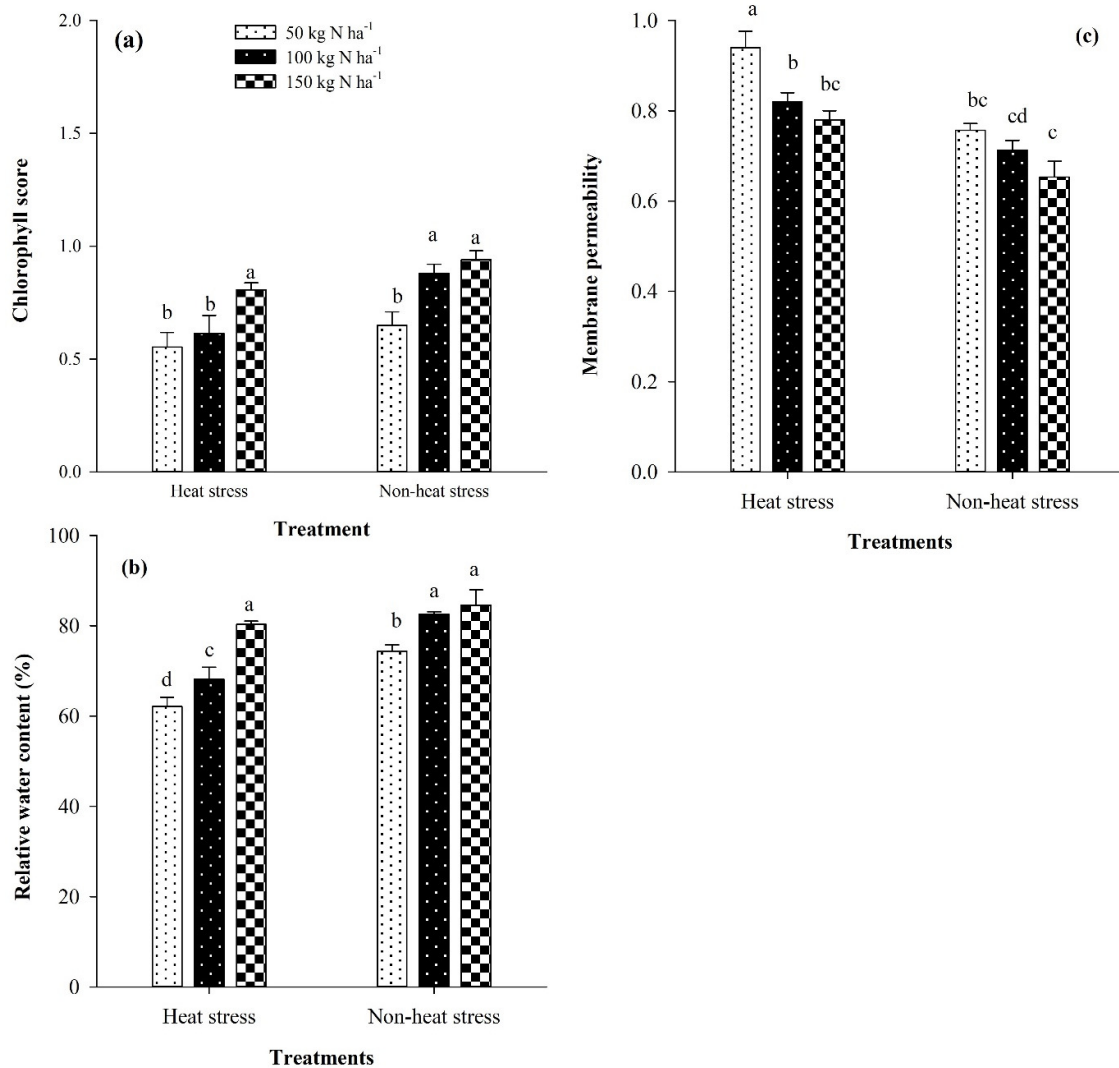 (a)
50 kg N ha⁻¹
100 kg N ha⁻¹
150 kg N ha⁻¹
Chlorophyll score
2.0
1.5
1.0
0.5
0.0
b
b
a
b
a
a
Heat stress
Non-heat stress
Treatment
(c)
Membrane permeability
1.0
0.8
0.6
0.4
0.2
0.0
a
b
bc
bc
cd
c
Heat stress
Non-heat stress
Treatments
(b)
Relative water content (%)
100
80
60
40
20
0
d
c
a
b
a
a
Heat stress
Non-heat stress
Treatments